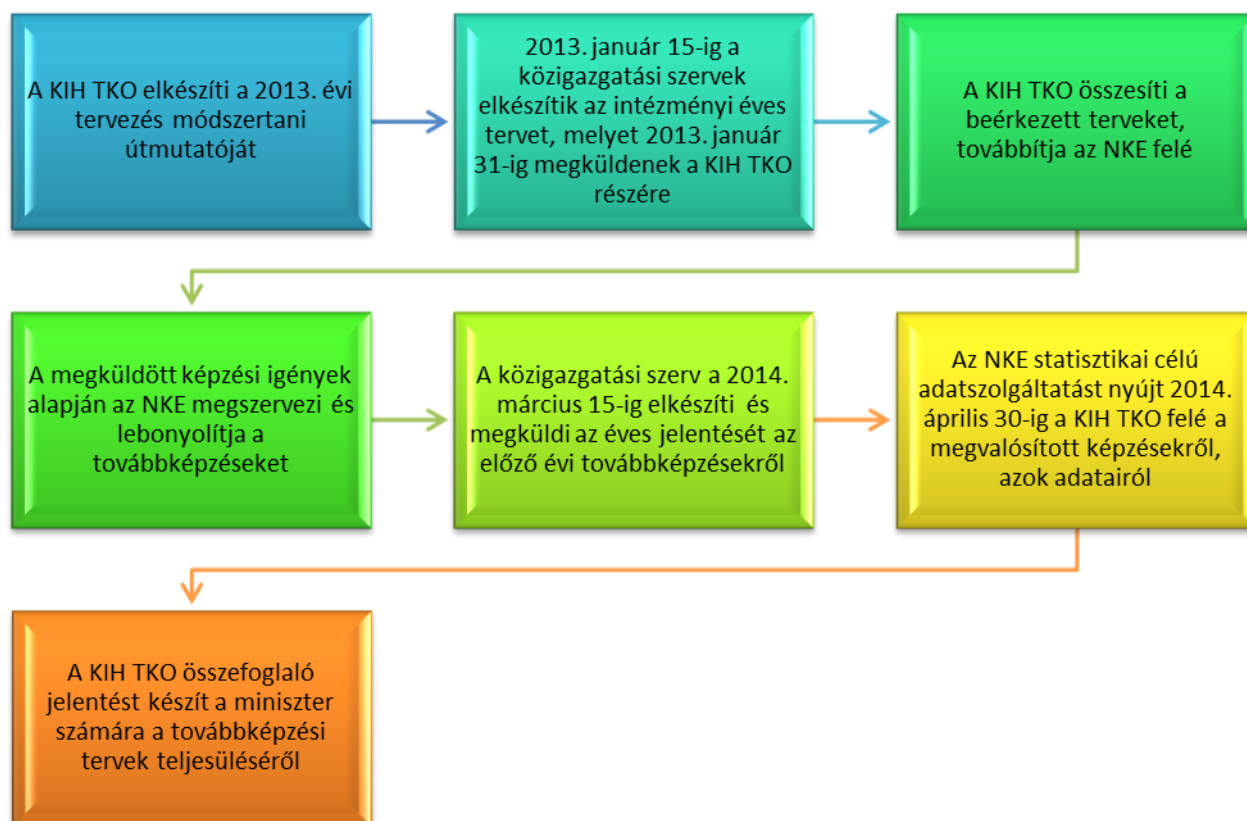 A KIH TKO elkészíti a 2013. évi
tervezés módszertani
útmutatóját
2013. január 15-ig a
közigazgatási szervek
elkészítik az intézményi éves
tervet, melyet 2013. január
31-ig megküldenek a KIH TKO
részére
A KIH TKO összesíti a
beérkezett terveket,
továbbítja az NKE felé
A megküldött képzési igények
alapján az NKE megszervezi és
lebonyolítja a
továbbképzéseket
A közigazgatási szerv a 2014.
március 15-ig elkészíti és
megküldi az éves jelentését az
előző évi továbbképzésekről
Az NKE statisztikai célú
adatszolgáltatást nyújt 2014.
április 30-ig a KIH TKO felé a
megvalósított képzésekről,
azok adatairól
A KIH TKO összefoglaló
jelentést készít a miniszter
számára a továbbképzési
tervek teljesüléséről